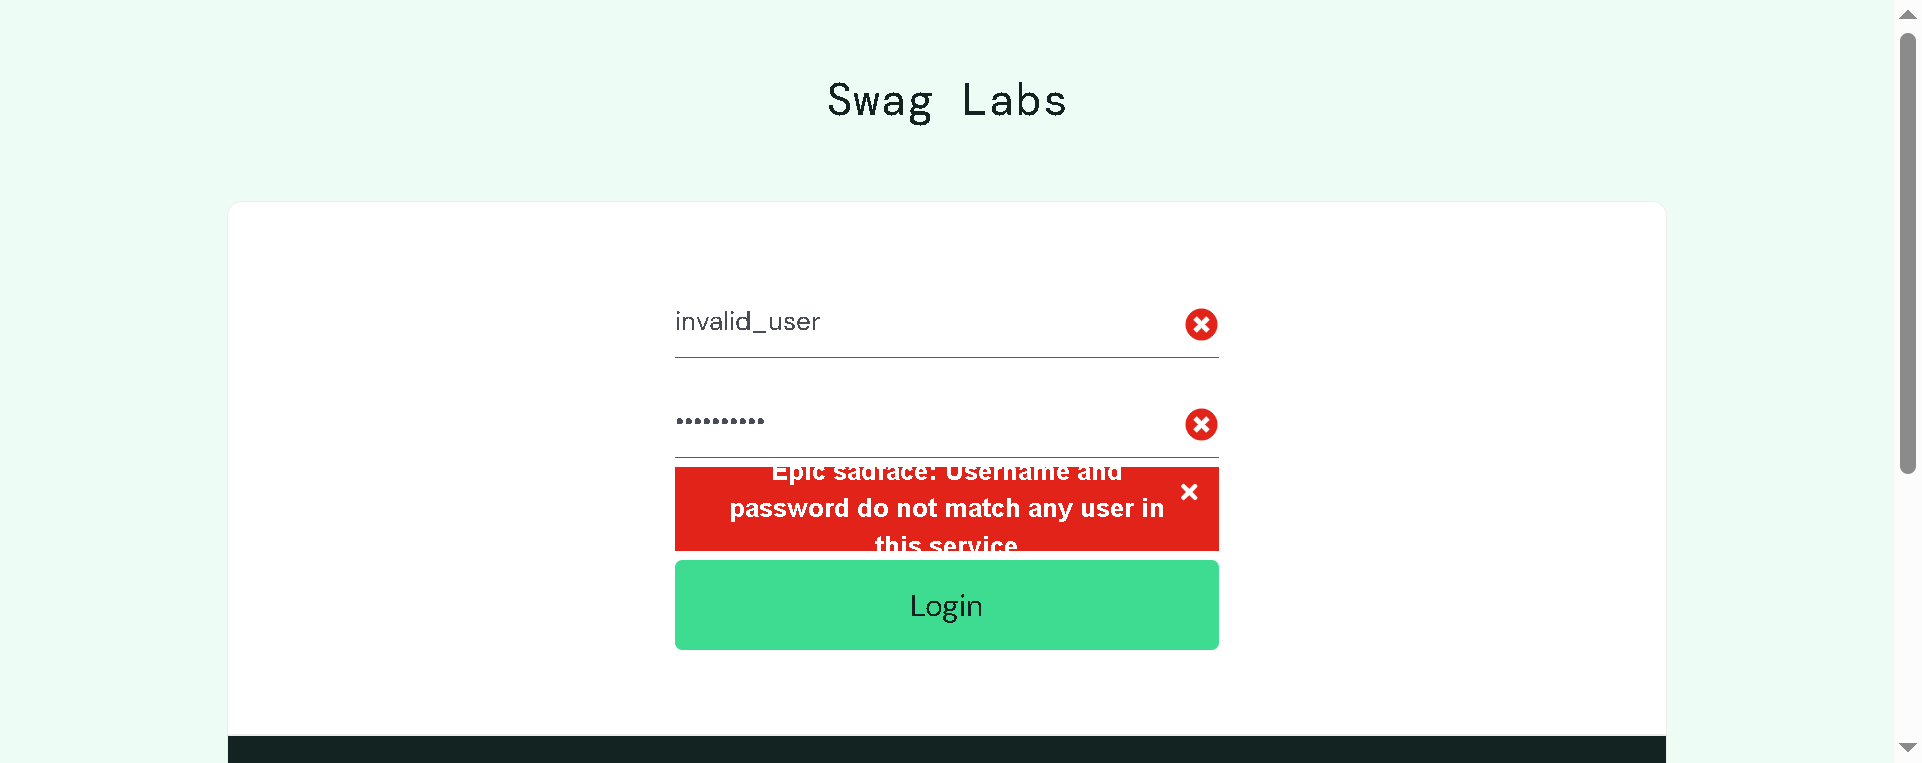 Swag Labs
invalid_user
••••••••••
Epic sadface: Username and
password do not match any user in
this service
Login